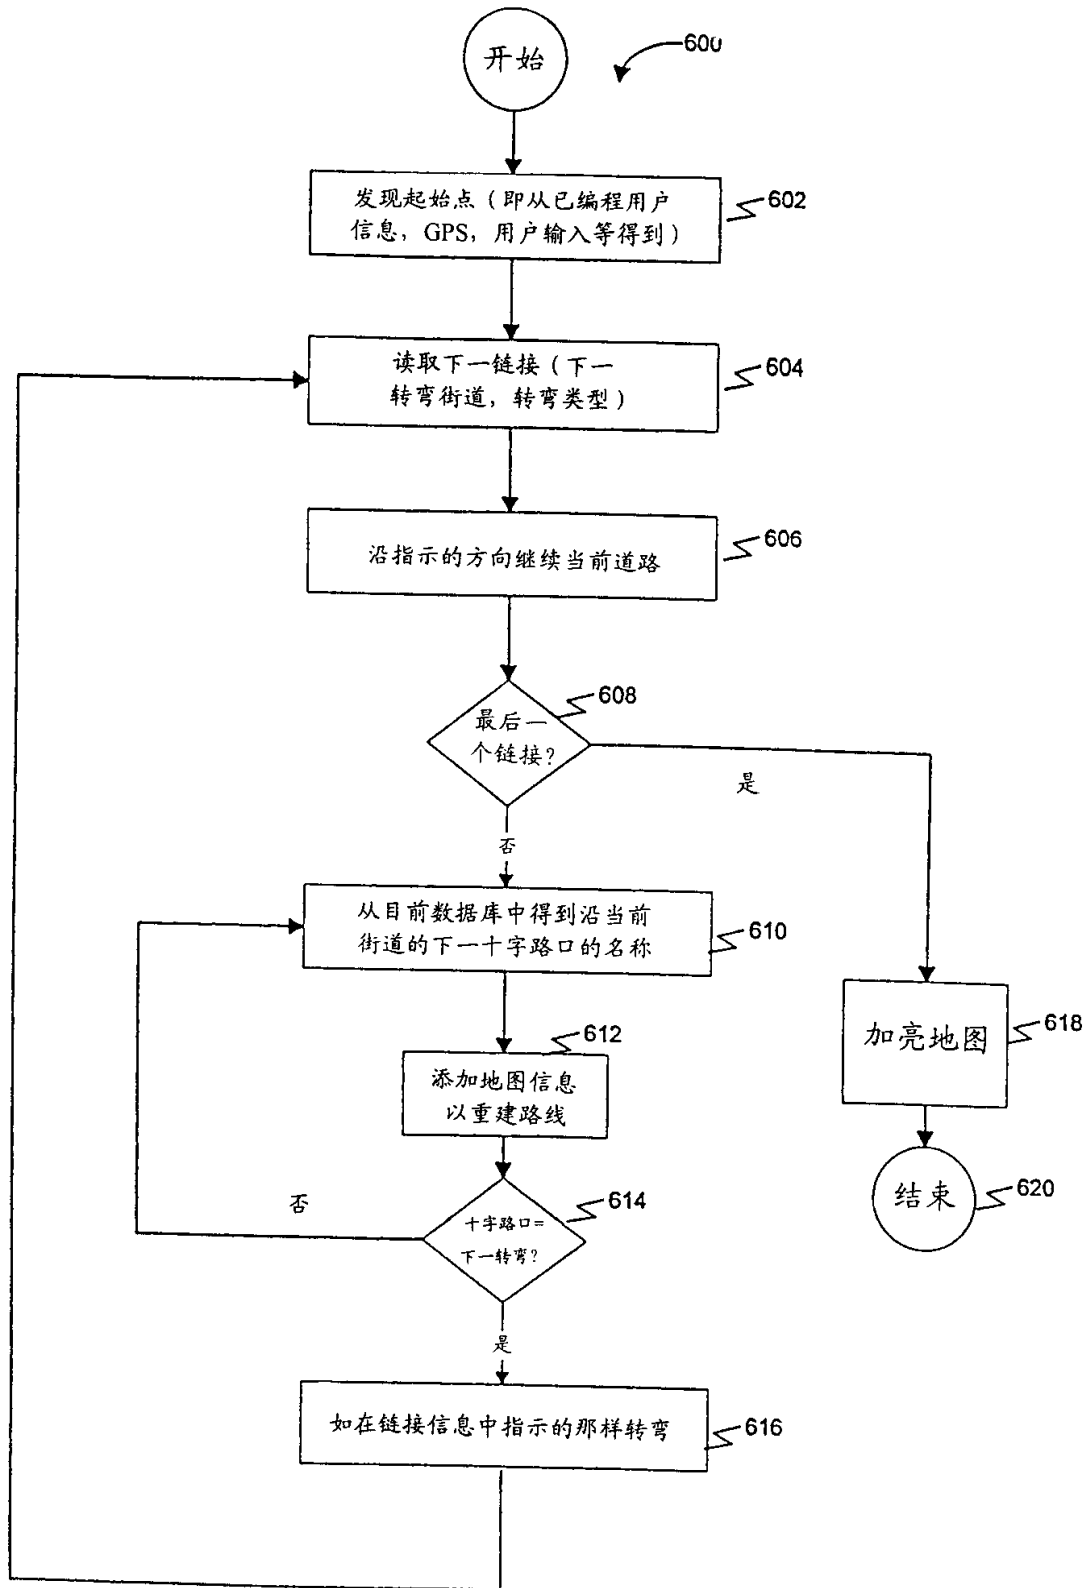 开始
600
发现起始点（即从已编程用户
信息，GPS，用户输入等得到）
602
读取下一链接（下一
转弯街道，转弯类型）
604
沿指示的方向继续当前道路
606
最后一
个链接？
608
是
否
从目前数据库中得到沿当前
街道的下一十字路口的名称
610
添加地图信息
以重建路线
612
加亮地图
618
十字路口=
下一转弯？
614
否
结束
620
是
如在链接信息中指示的那样转弯
616